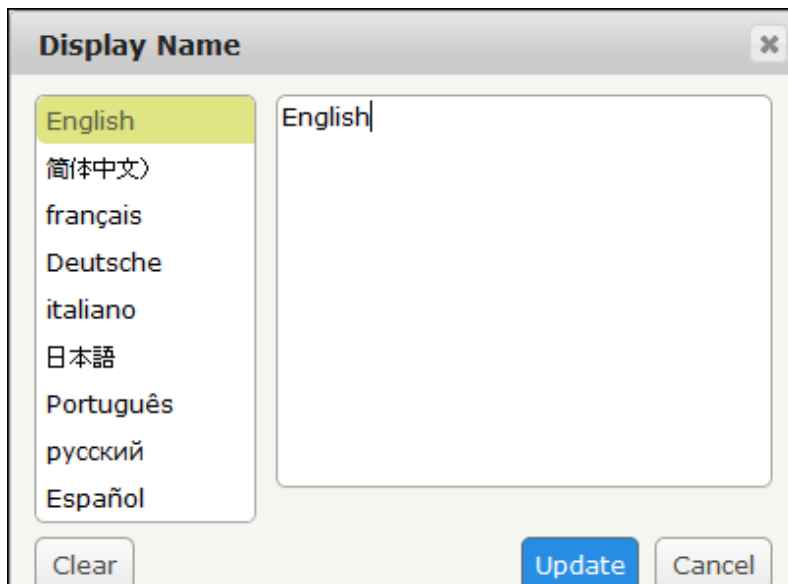 Display Name
English
简体中文）
français
Deutsche
italiano
日本語
Português
русский
Español
English
Clear
Update
Cancel